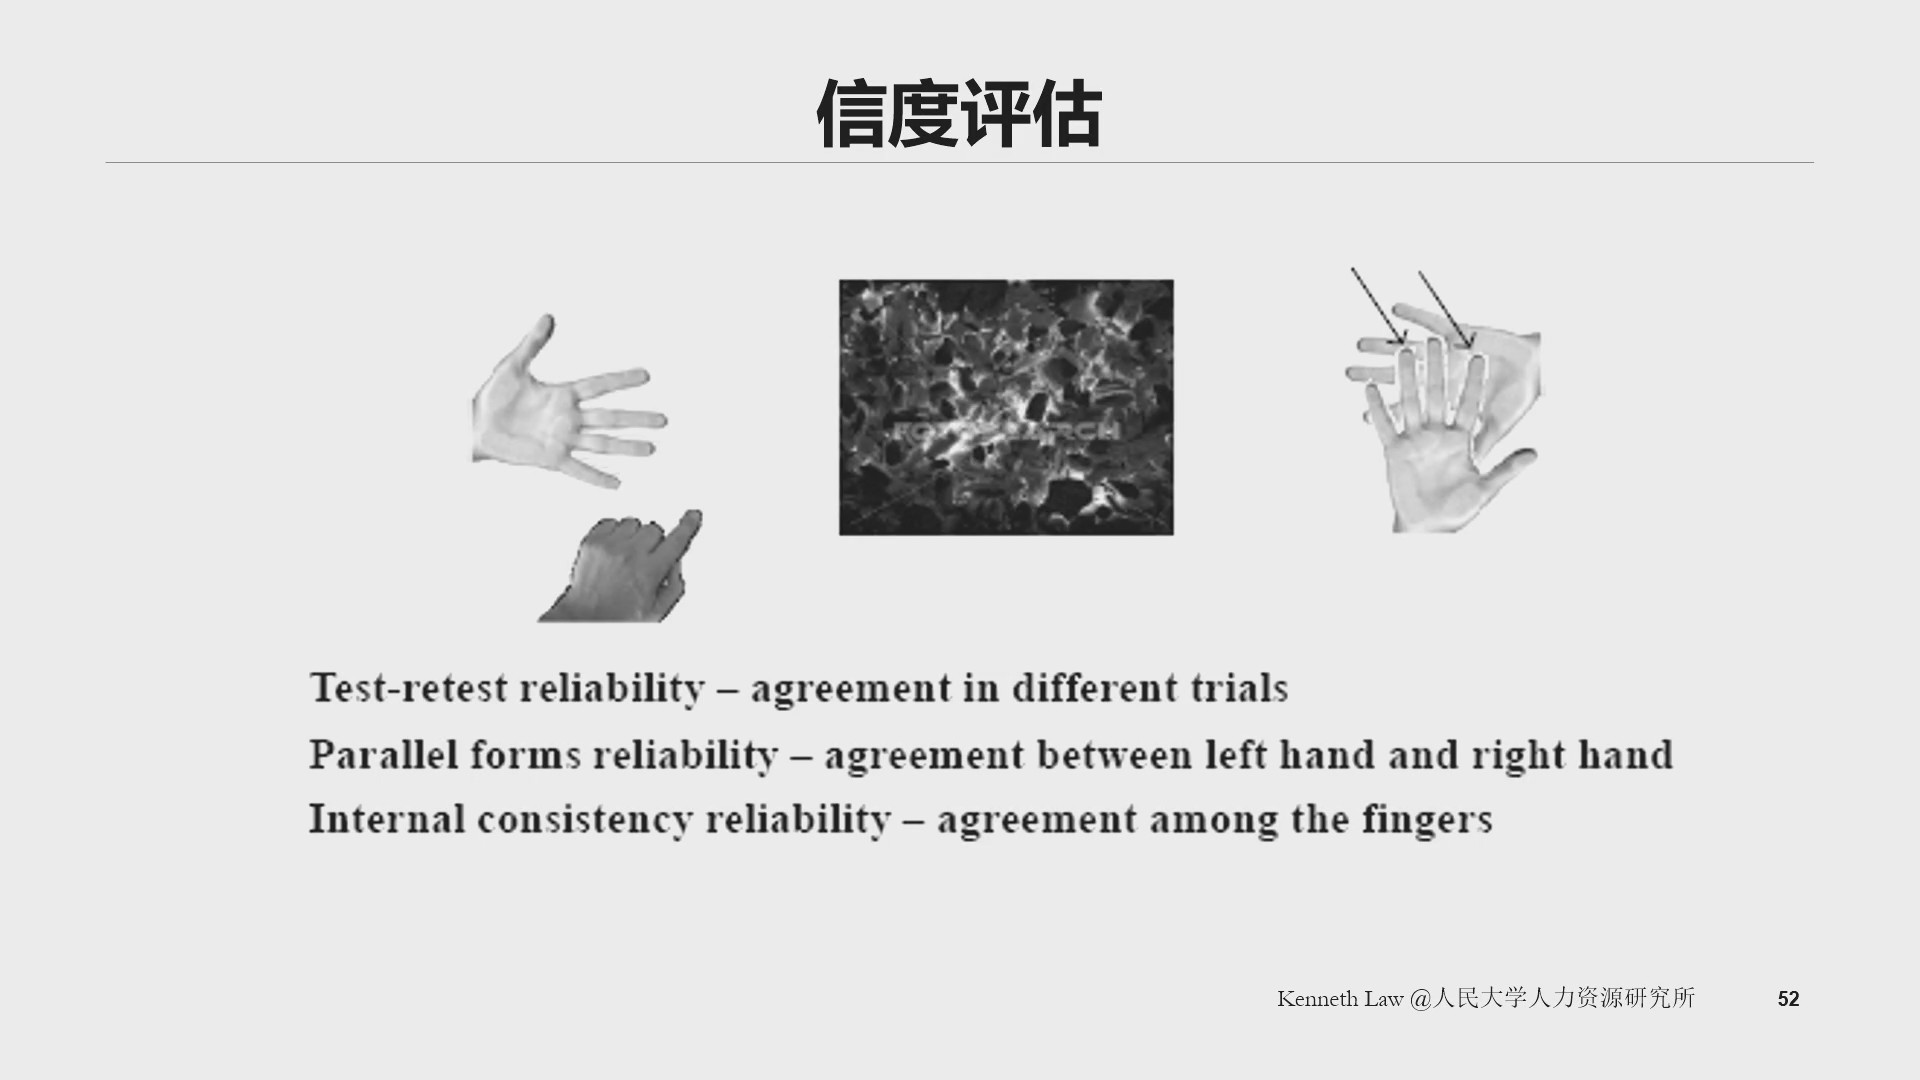 信度评估
FOTOSEARCH
Test-retest reliability – agreement in different trials
Parallel forms reliability – agreement between left hand and right hand
Internal consistency reliability – agreement among the fingers
Kenneth Law @人民大学人力资源研究所
52